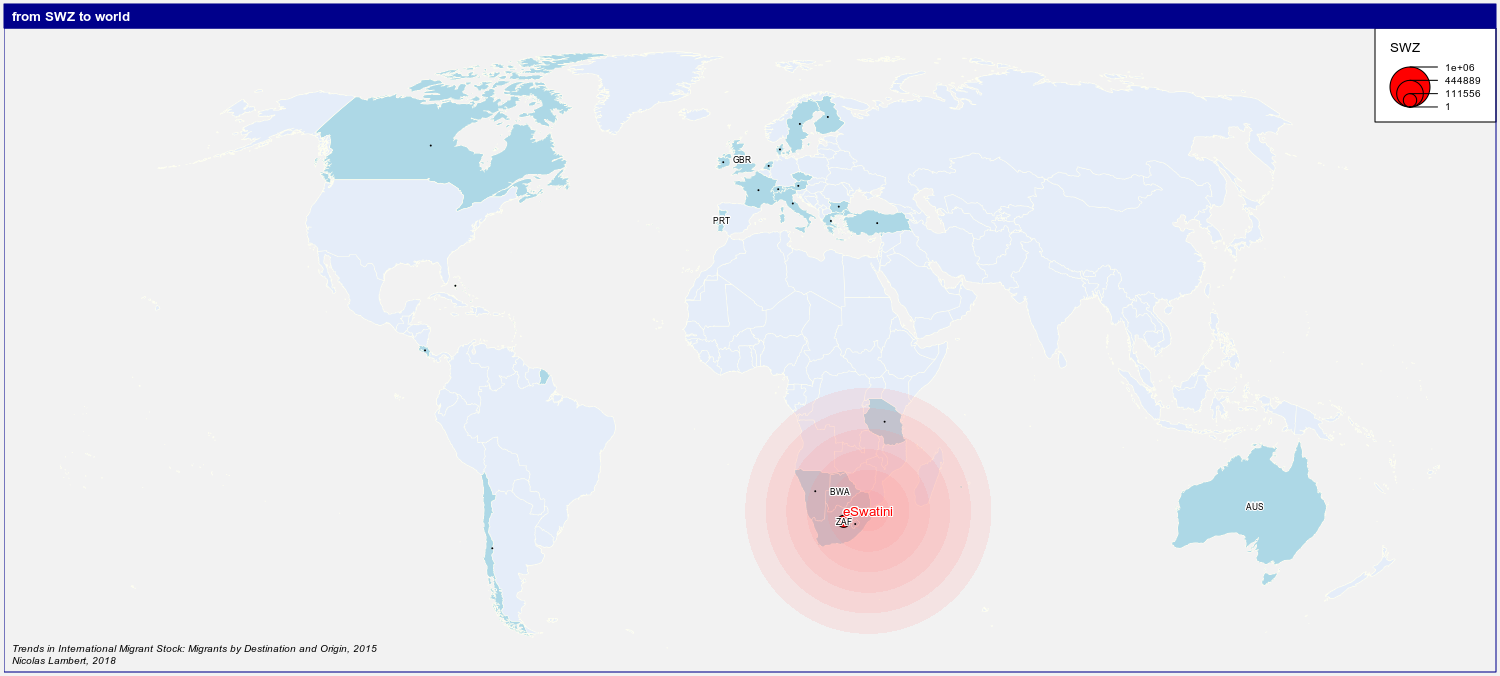 from SWZ to world
SWZ
1e+06
444889
111556
1
GBR
PRT
BWA
eSwatini
ZAF
AUS
Trends in International Migrant Stock: Migrants by Destination and Origin, 2015
Nicolas Lambert, 2018